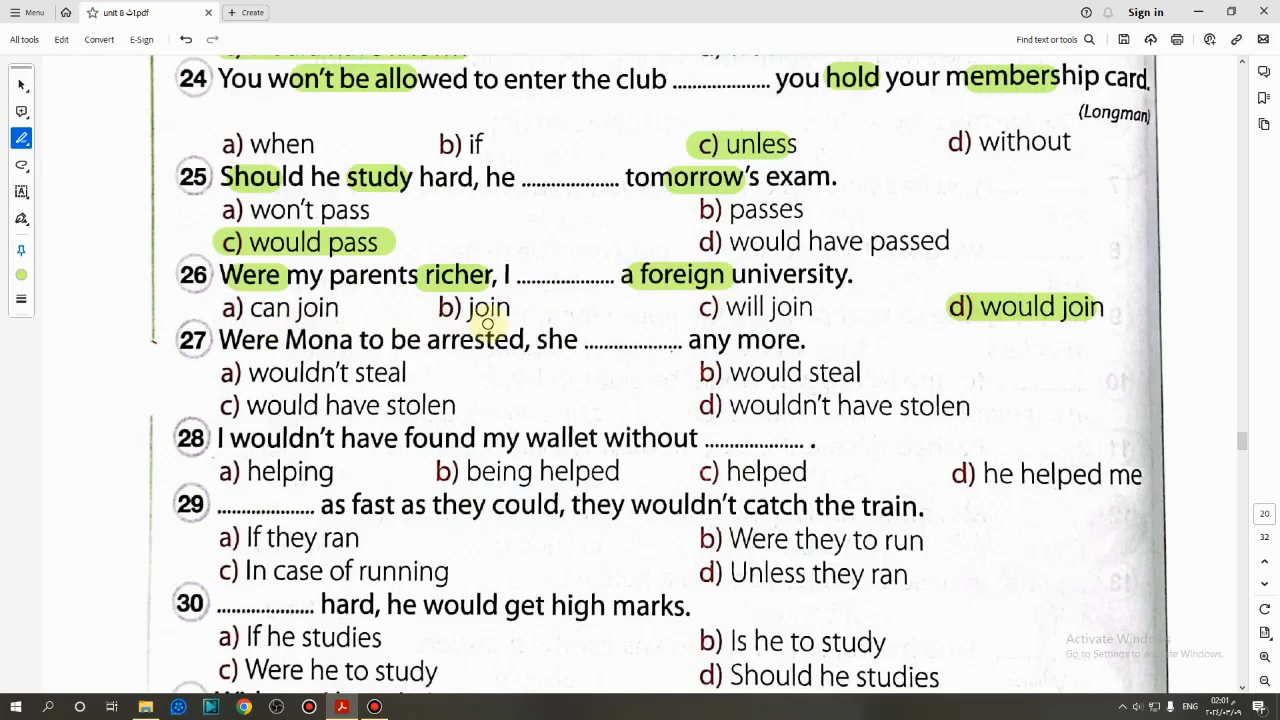 Menu
unit 8 ث3.pdf
Create
Sign in
All tools
Edit
Convert
E-Sign
Find text or tools
24 You won't be allowed to enter the club ................... you hold your membership card.
(Longman)
a) when b) if c) unless d) without
25 Should he study hard, he ................... tomorrow's exam.
a) won't pass b) passes
c) would pass d) would have passed
26 Were my parents richer, I ................... a foreign university.
a) can join b) join c) will join d) would join
27 Were Mona to be arrested, she ................... any more.
a) wouldn't steal b) would steal
c) would have stolen d) wouldn't have stolen
28 I wouldn't have found my wallet without ................... .
a) helping b) being helped c) helped d) he helped me
29 ................... as fast as they could, they wouldn't catch the train.
a) If they ran b) Were they to run
c) In case of running d) Unless they ran
30 ................... hard, he would get high marks.
a) If he studies b) Is he to study
c) Were he to study d) Should he studies
20
32
Activate Windows
Go to Settings to activate Windows.
ENG
02:01